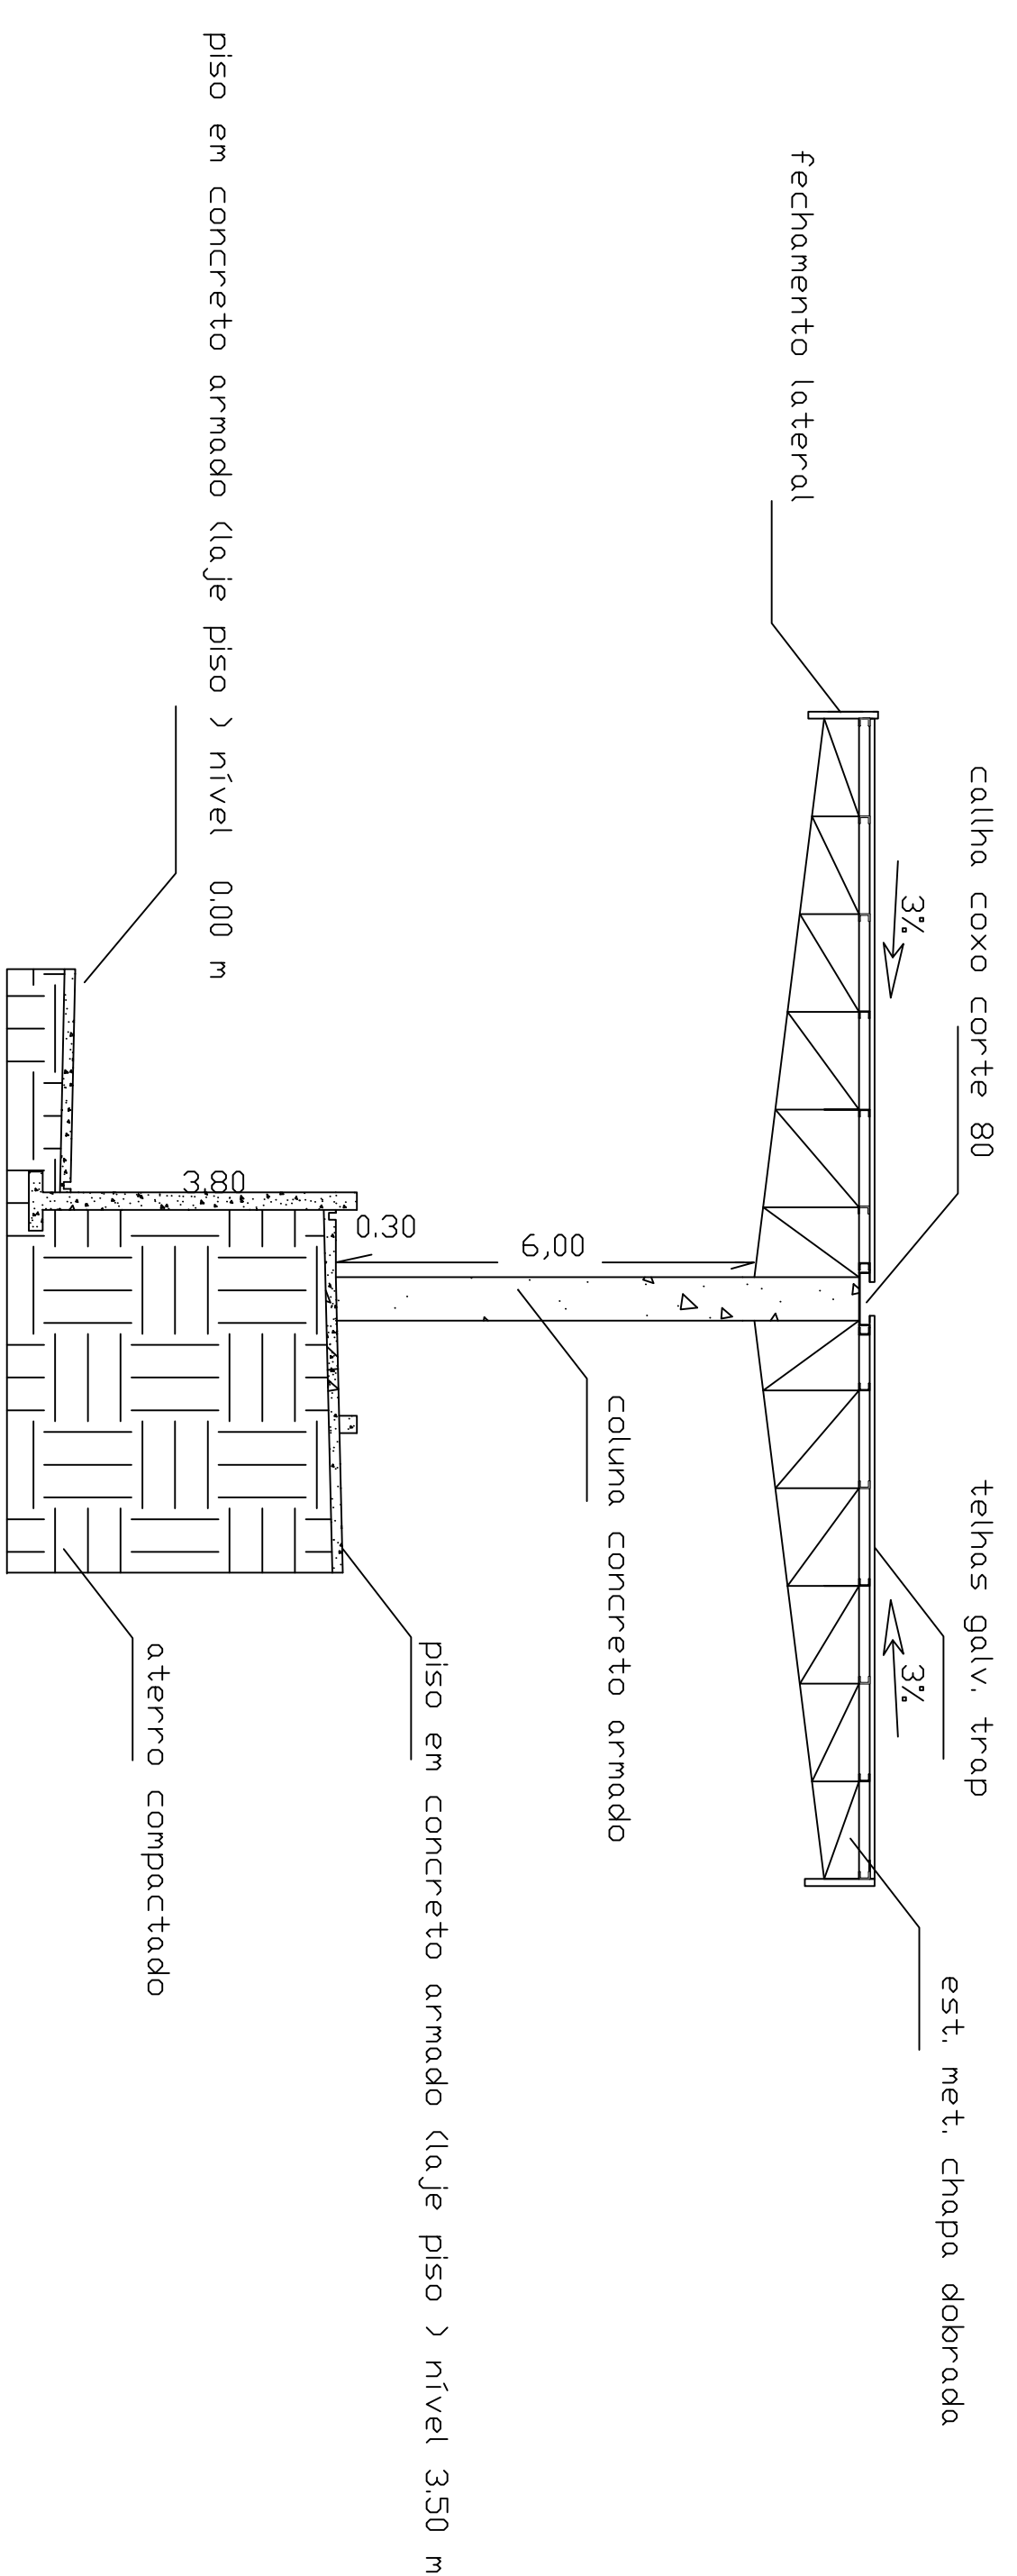 callha coxo corte 80
telhas galv. trap
est. met. chapa dobrada
3%
3%
fechamento lateral
coluna concreto armado
6,00
0.30
3,80
piso em concreto armado (laje piso ) nível 3.50 m
piso em concreto armado (laje piso ) nível 0.00 m
aterro compactado